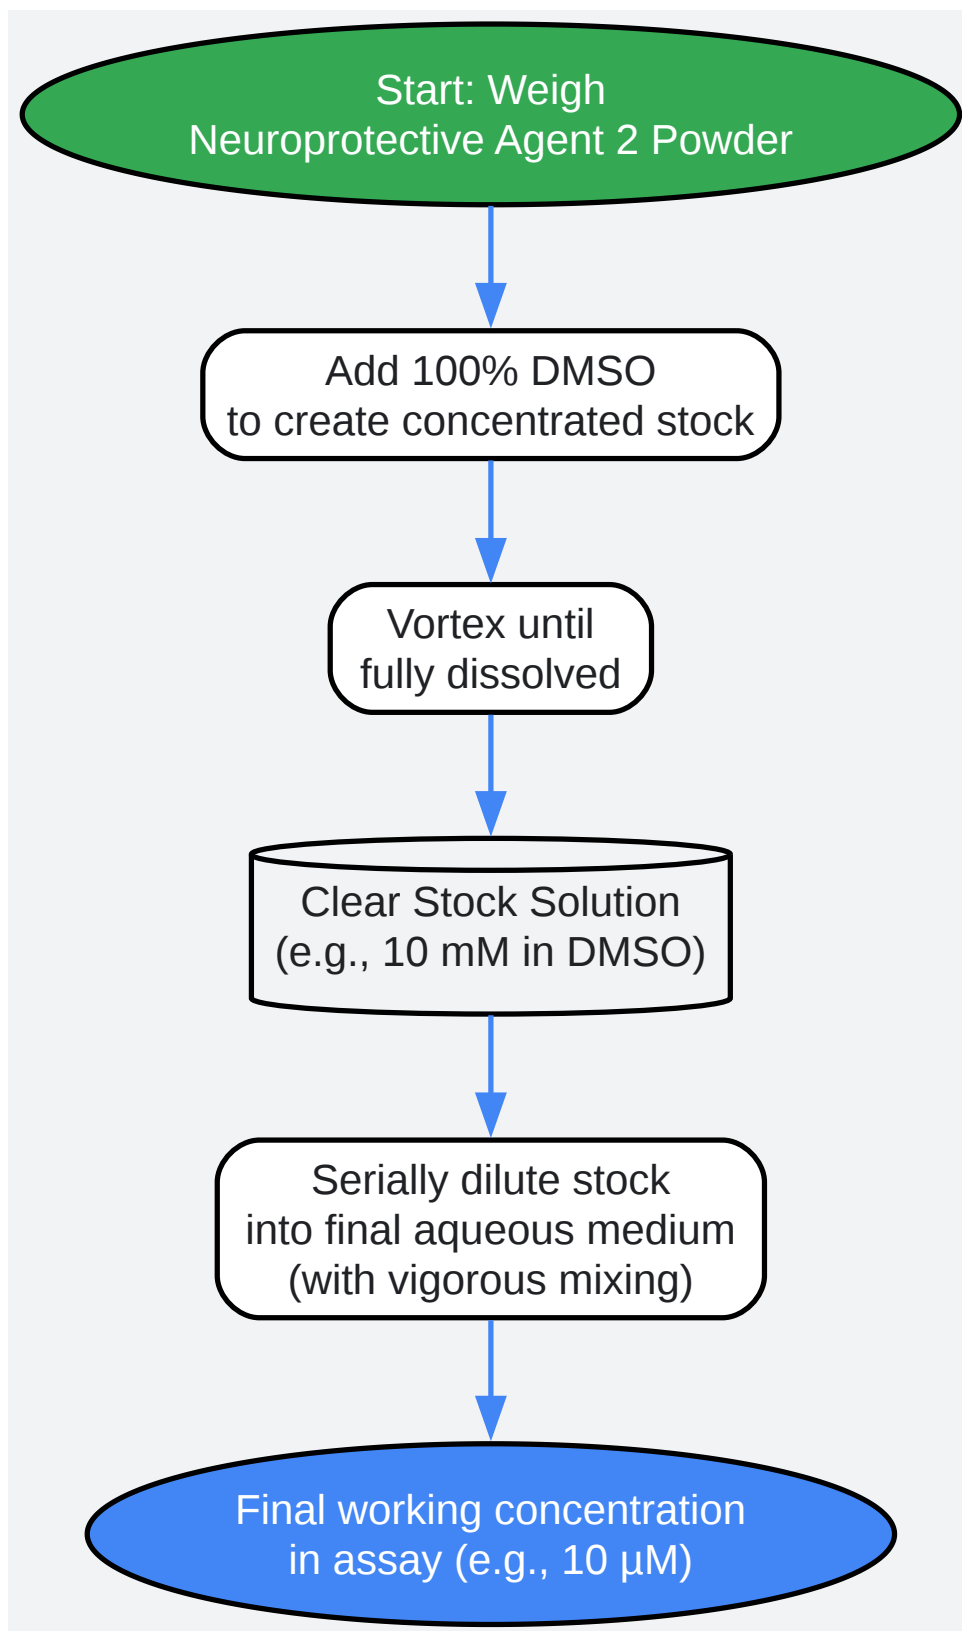 Start: Weigh
Neuroprotective Agent 2 Powder
Add 100% DMSO
to create concentrated stock
Vortex until
fully dissolved
Clear Stock Solution
(e.g., 10 mM in DMSO)
Serially dilute stock
into final aqueous medium
(with vigorous mixing)
Final working concentration
in assay (e.g., 10 µM)